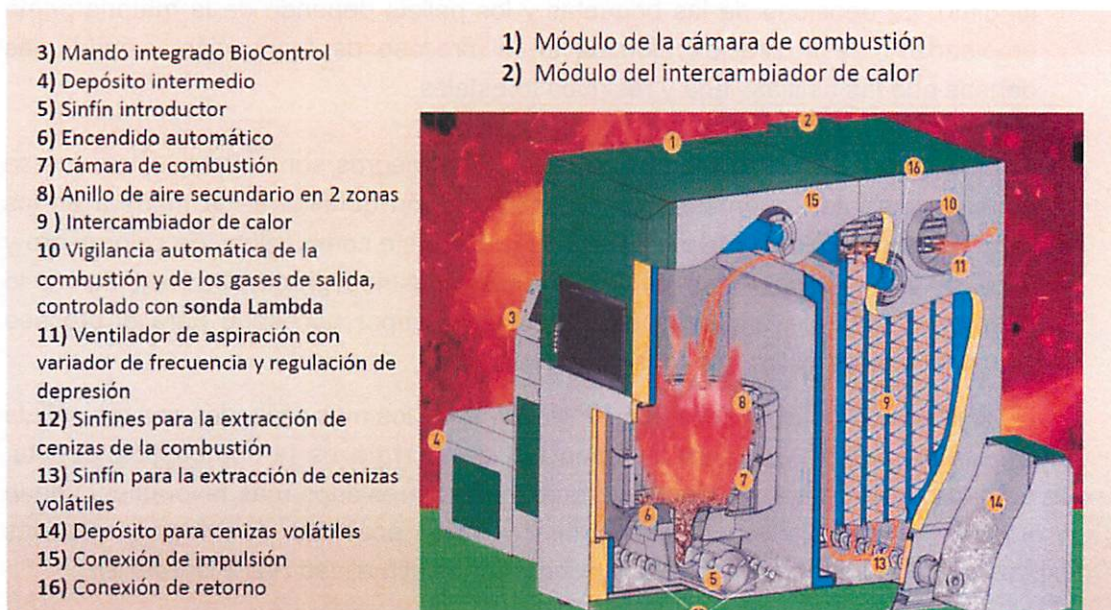 3) Mando integrado BioControl
4) Depósito intermedio
5) Sinfín introductor
6) Encendido automático
7) Cámara de combustión
8) Anillo de aire secundario en 2 zonas
9 ) Intercambiador de calor
10 Vigilancia automática de la
combustión y de los gases de salida,
controlado con sonda Lambda
11) Ventilador de aspiración con
variador de frecuencia y regulación de
depresión
12) Sinfines para la extracción de
cenizas de la combustión
13) Sinfín para la extracción de cenizas
volátiles
14) Depósito para cenizas volátiles
15) Conexión de impulsión
16) Conexión de retorno
1) Módulo de la cámara de combustión
2) Módulo del intercambiador de calor
2
1
16
15
10
11
3
8
9
4
7
6
14
13
5